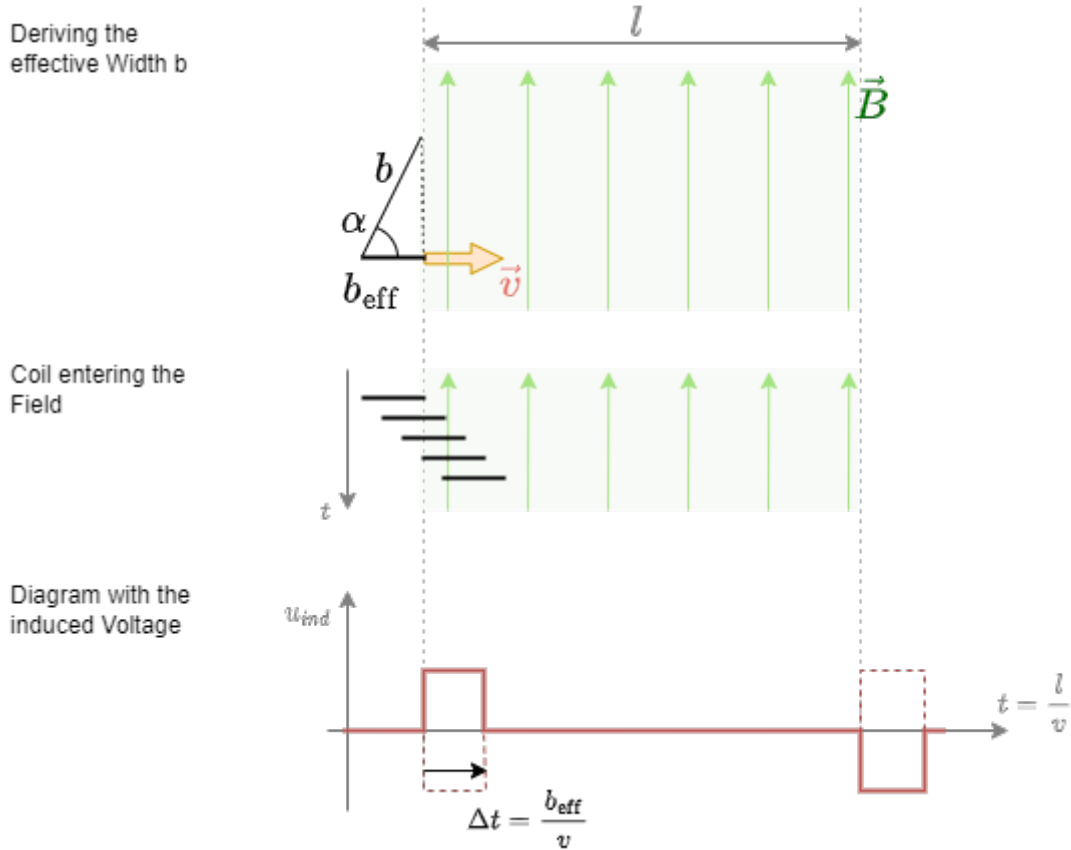 Deriving the
effective Width b
l
B⃗
b
α
b_eff
v⃗
Coil entering the
Field
t
Diagram with the
induced Voltage
u_ind
t = l/v
Δt = b_eff/v